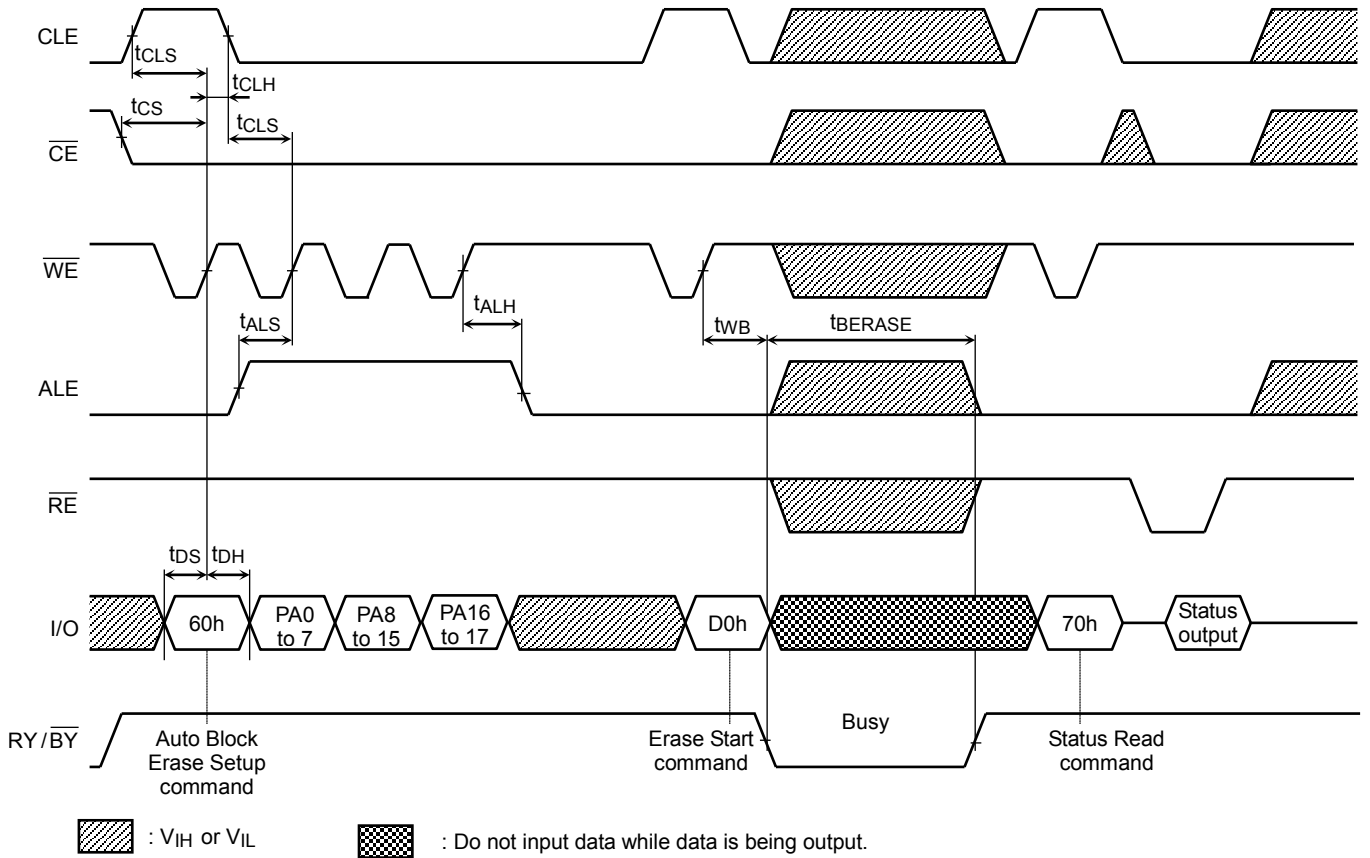 CLE
tCLS
tCLH
tCS
tCLS
CE
WE
tALS
tALH
tWB
tBERASE
ALE
RE
tDS
tDH
I/O
60h
PA0
to 7
PA8
to 15
PA16
to 17
D0h
70h
Status
output
RY/BY
Busy
Auto Block
Erase Setup
command
Erase Start
command
Status Read
command
: VIH or VIL
: Do not input data while data is being output.